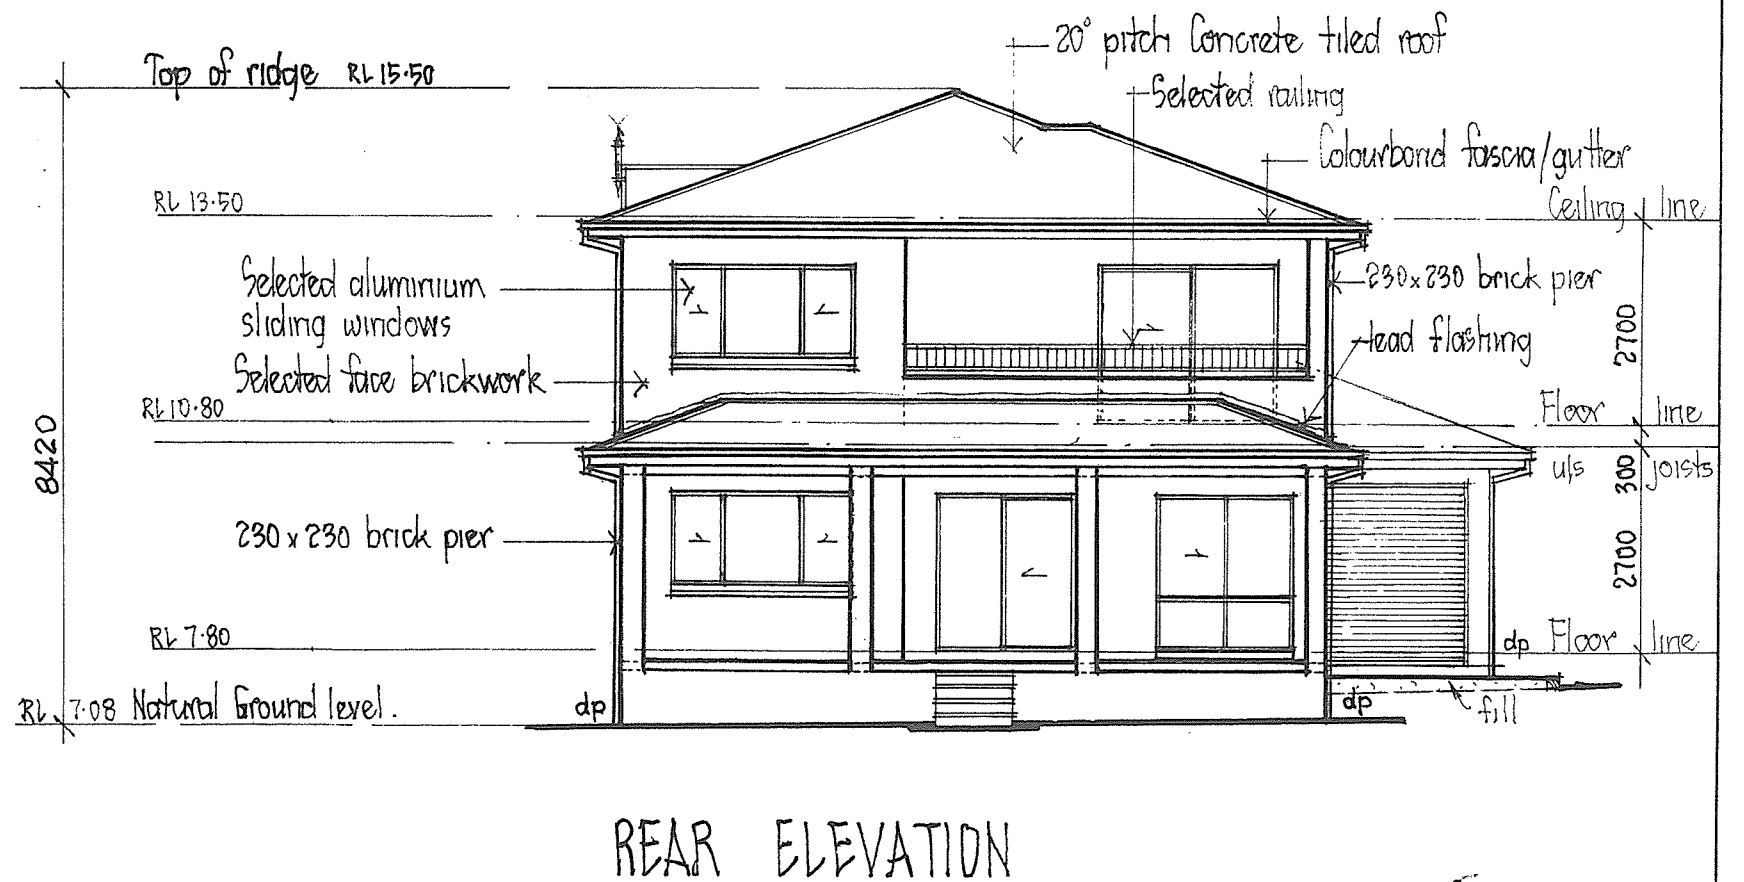 20° pitch Concrete tiled roof
Top of ridge RL 15·50
Selected railing
Colourbond fascia/gutter
RL 13·50
Ceiling line
Selected aluminium
sliding windows
230x230 brick pier
2700
Head flashing
Selected face brickwork
RL 10·80
Floor line
8420
u/s joists
300
230 x 230 brick pier
2700
RL 7·80
dp Floor line
RL 7·08 Natural Ground level.
dp
dp
fill
REAR ELEVATION